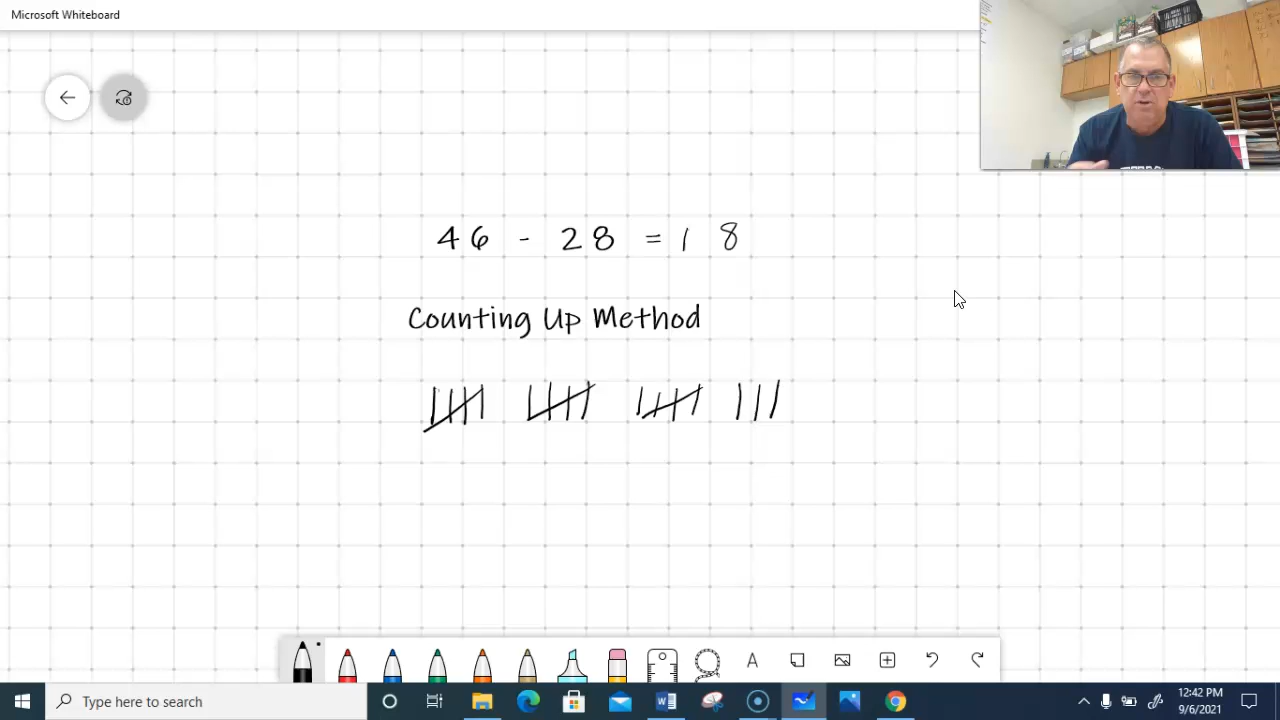 Microsoft Whiteboard
46 - 28 = 18
Counting Up Method
A
Type here to search
12:42 PM
9/6/2021